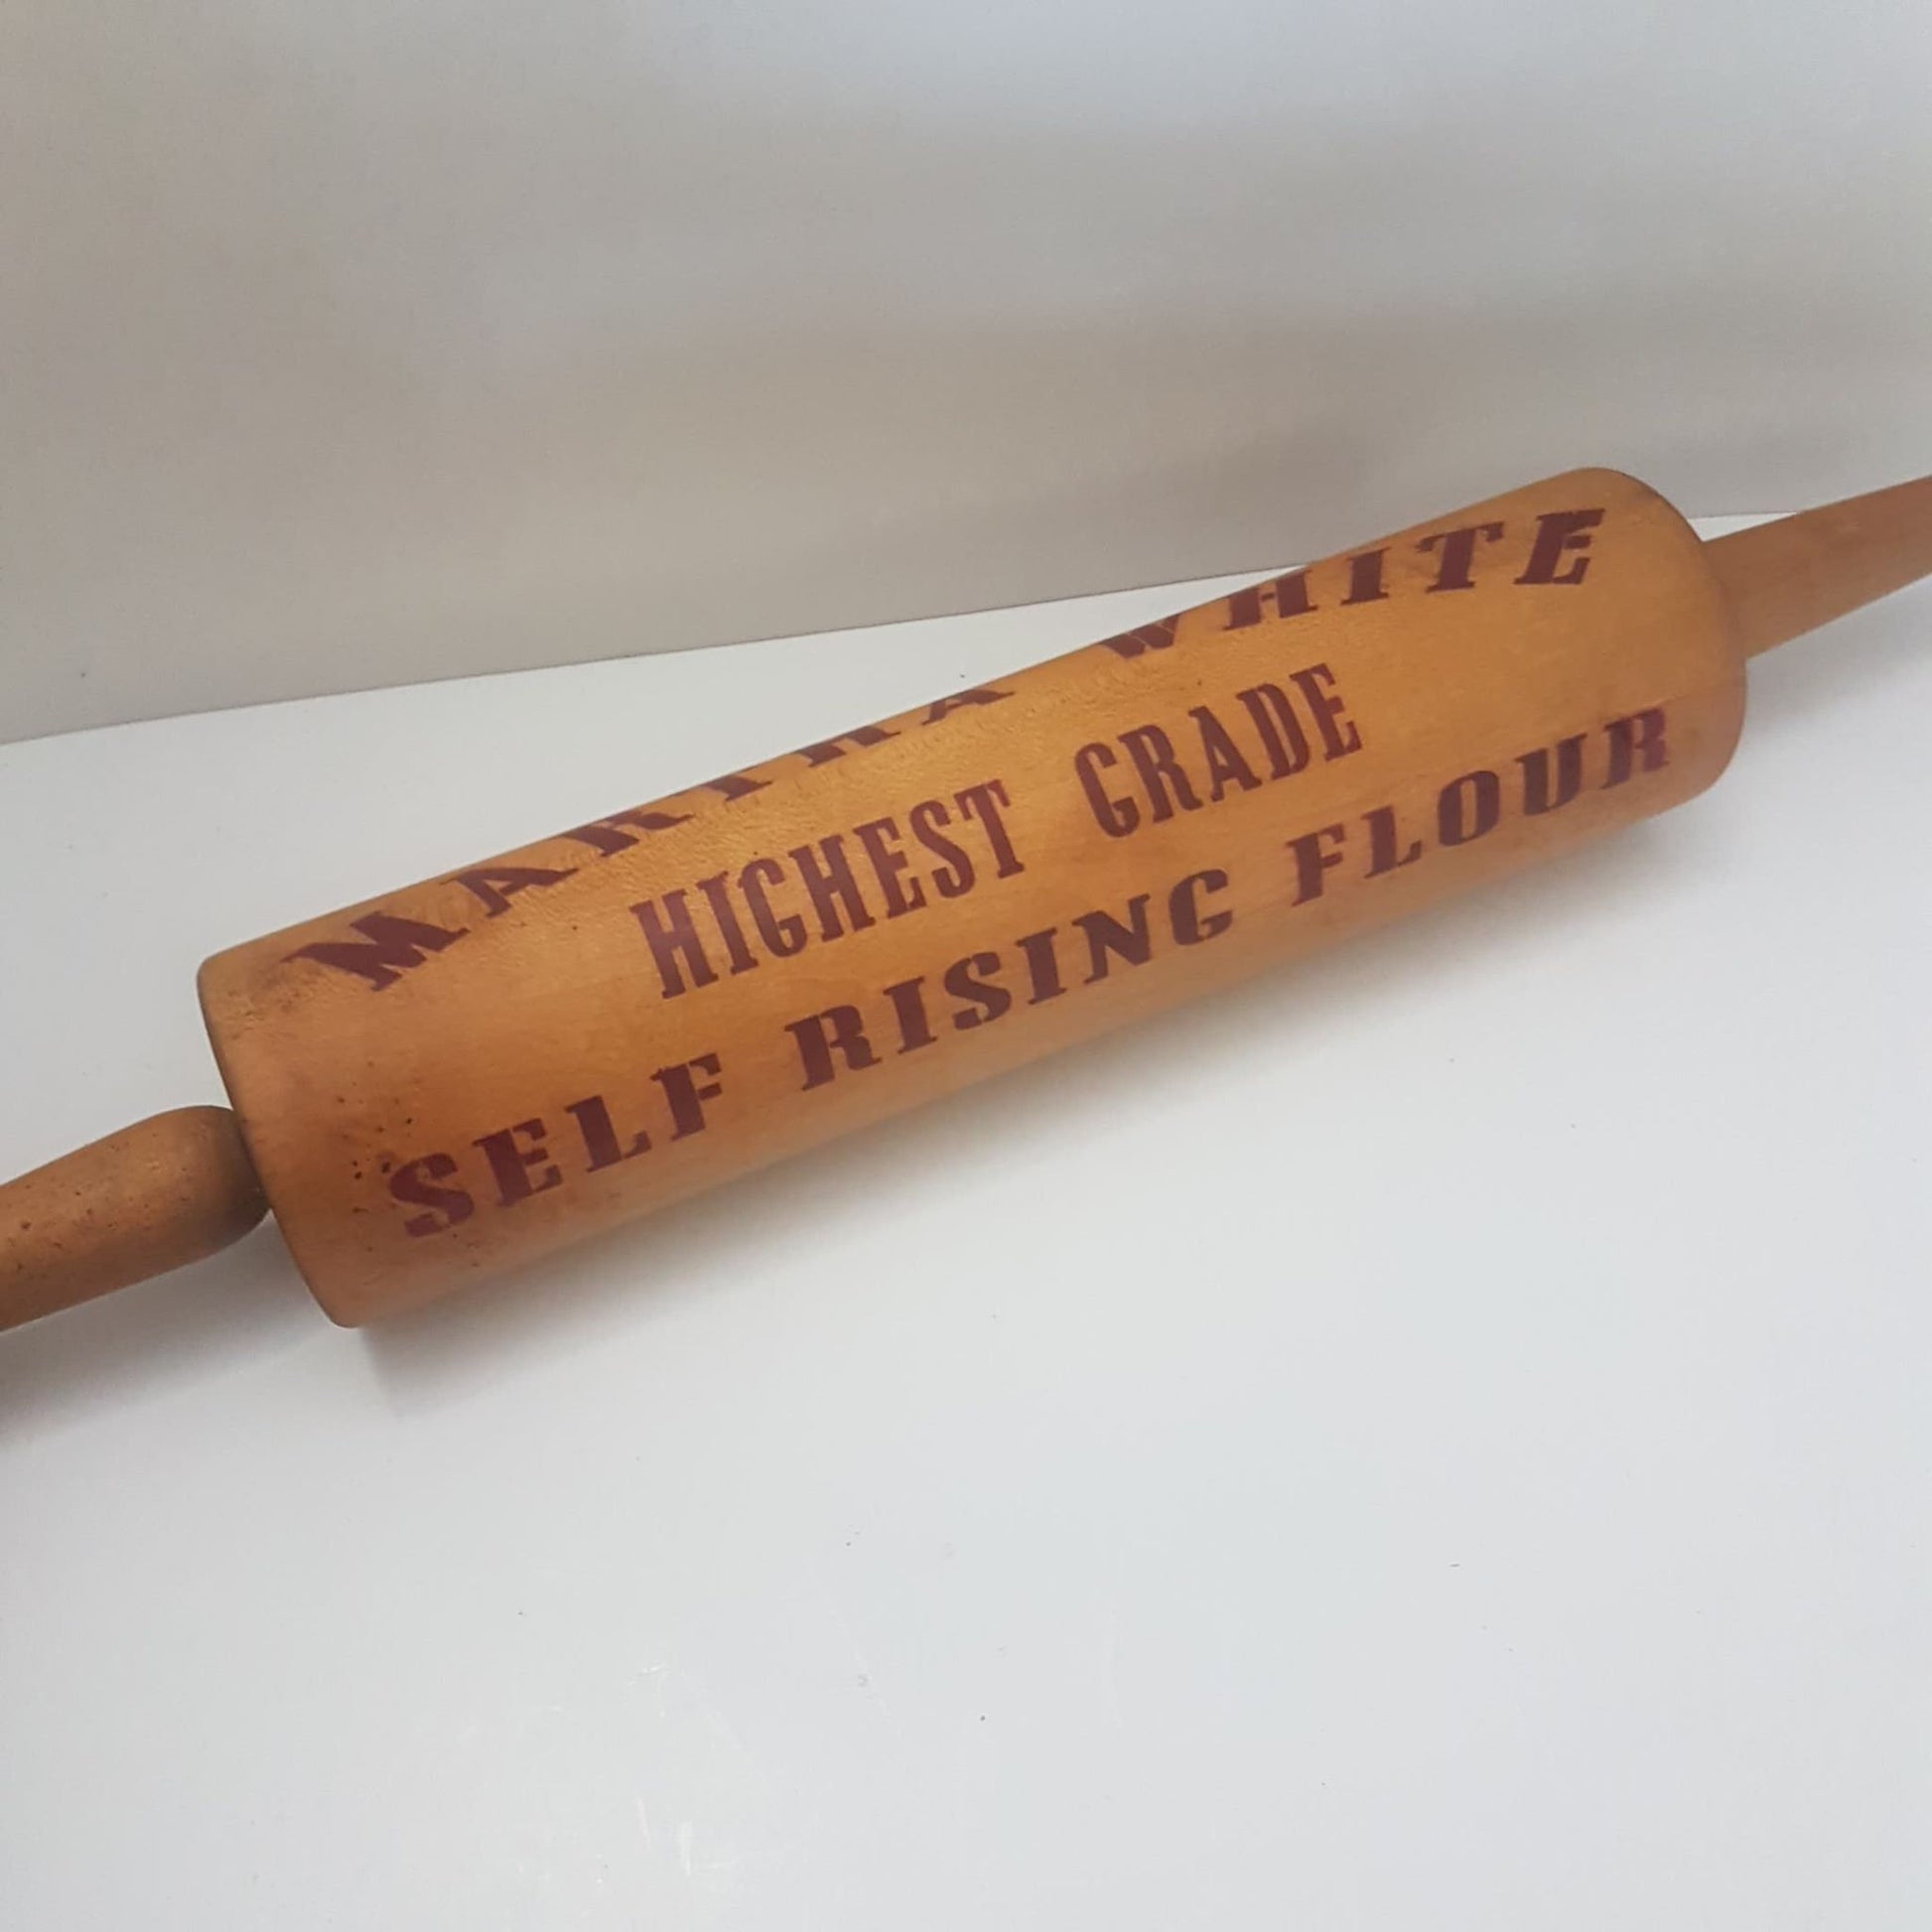 MARTHA WHITE
HIGHEST GRADE
SELF RISING FLOUR